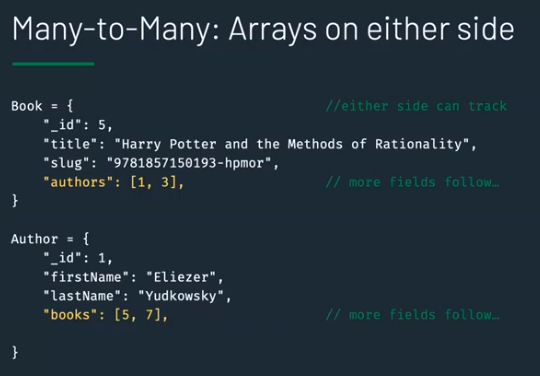 Many-to-Many: Arrays on either side
Book = { //either side can track
"_id": 5,
"title": "Harry Potter and the Methods of Rationality",
"slug": "9781857150193-hpmor",
"authors": [1, 3], // more fields follow…
}
Author = {
"_id": 1,
"firstName": "Eliezer",
"lastName": "Yudkowsky",
"books": [5, 7], // more fields follow…
}